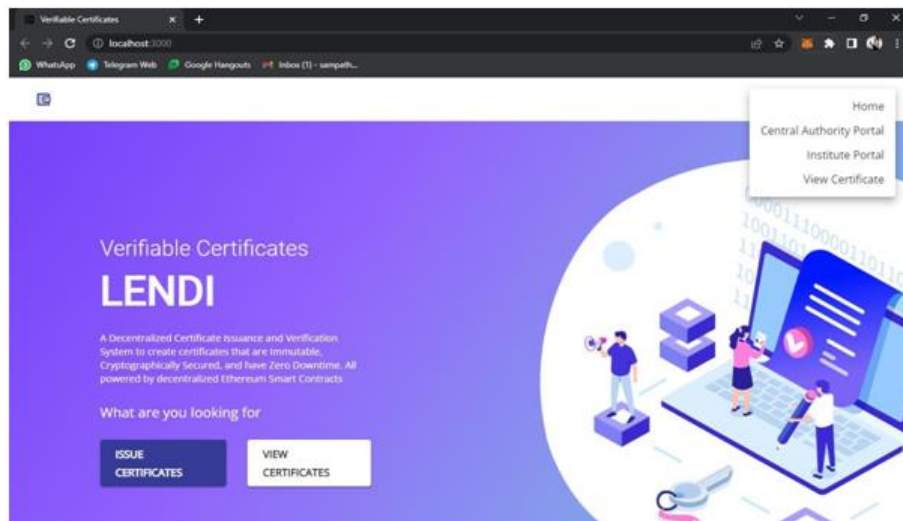 Verifiable Certificates
localhost:3000
WhatsApp Telegram Web Google Hangouts Inbox (1) - sampath...
Home
Central Authority Portal
Institute Portal
View Certificate
Verifiable Certificates
LENDI
A Decentralized Certificate Issuance and Verification
System to create certificates that are Immutable,
Cryptographically Secured, and have Zero Downtime. All
powered by decentralized Ethereum Smart Contracts
What are you looking for
ISSUE
CERTIFICATES
VIEW
CERTIFICATES